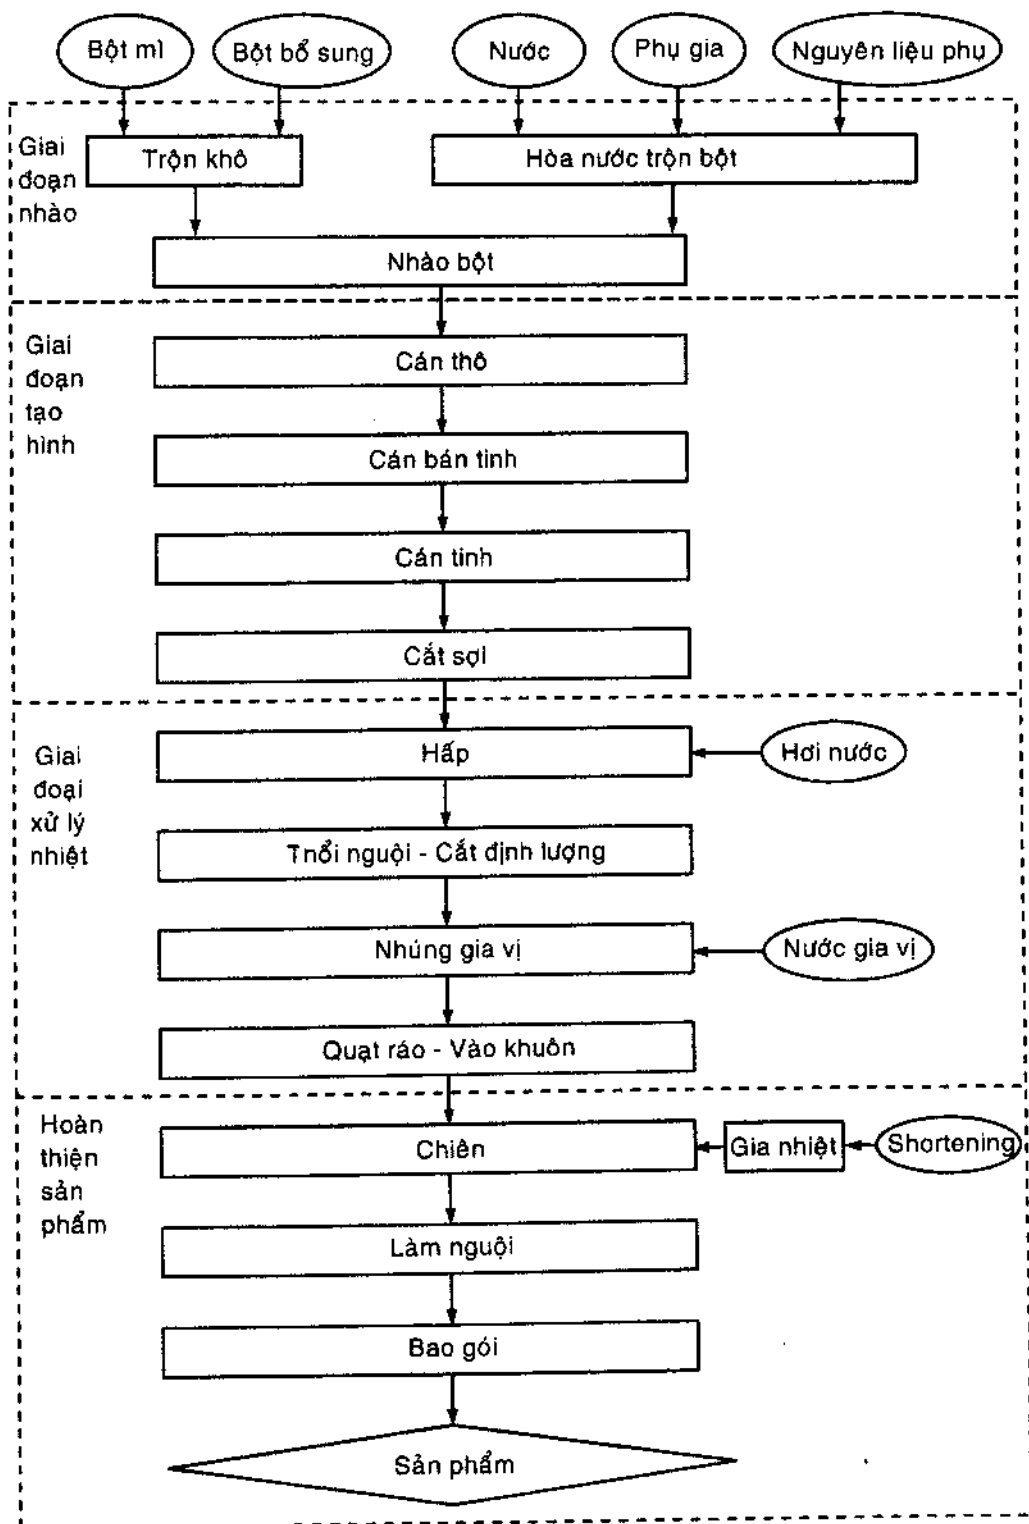 Bột mì
Bột bổ sung
Nước
Phụ gia
Nguyên liệu phụ
Giai
đoạn
nhào
Trộn khô
Hòa nước trộn bột
Nhào bột
Giai
đoạn
tạo
hình
Cán thô
Cán bán tinh
Cán tinh
Cắt sợi
Giai
đoại
xử lý
nhiệt
Hấp
Hơi nước
Tnổi nguội - Cắt định lượng
Nhúng gia vị
Nước gia vị
Quạt ráo - Vào khuôn
Hoàn
thiện
sản
phẩm
Chiên
Gia nhiệt
Shortening
Làm nguội
Bao gói
Sản phẩm